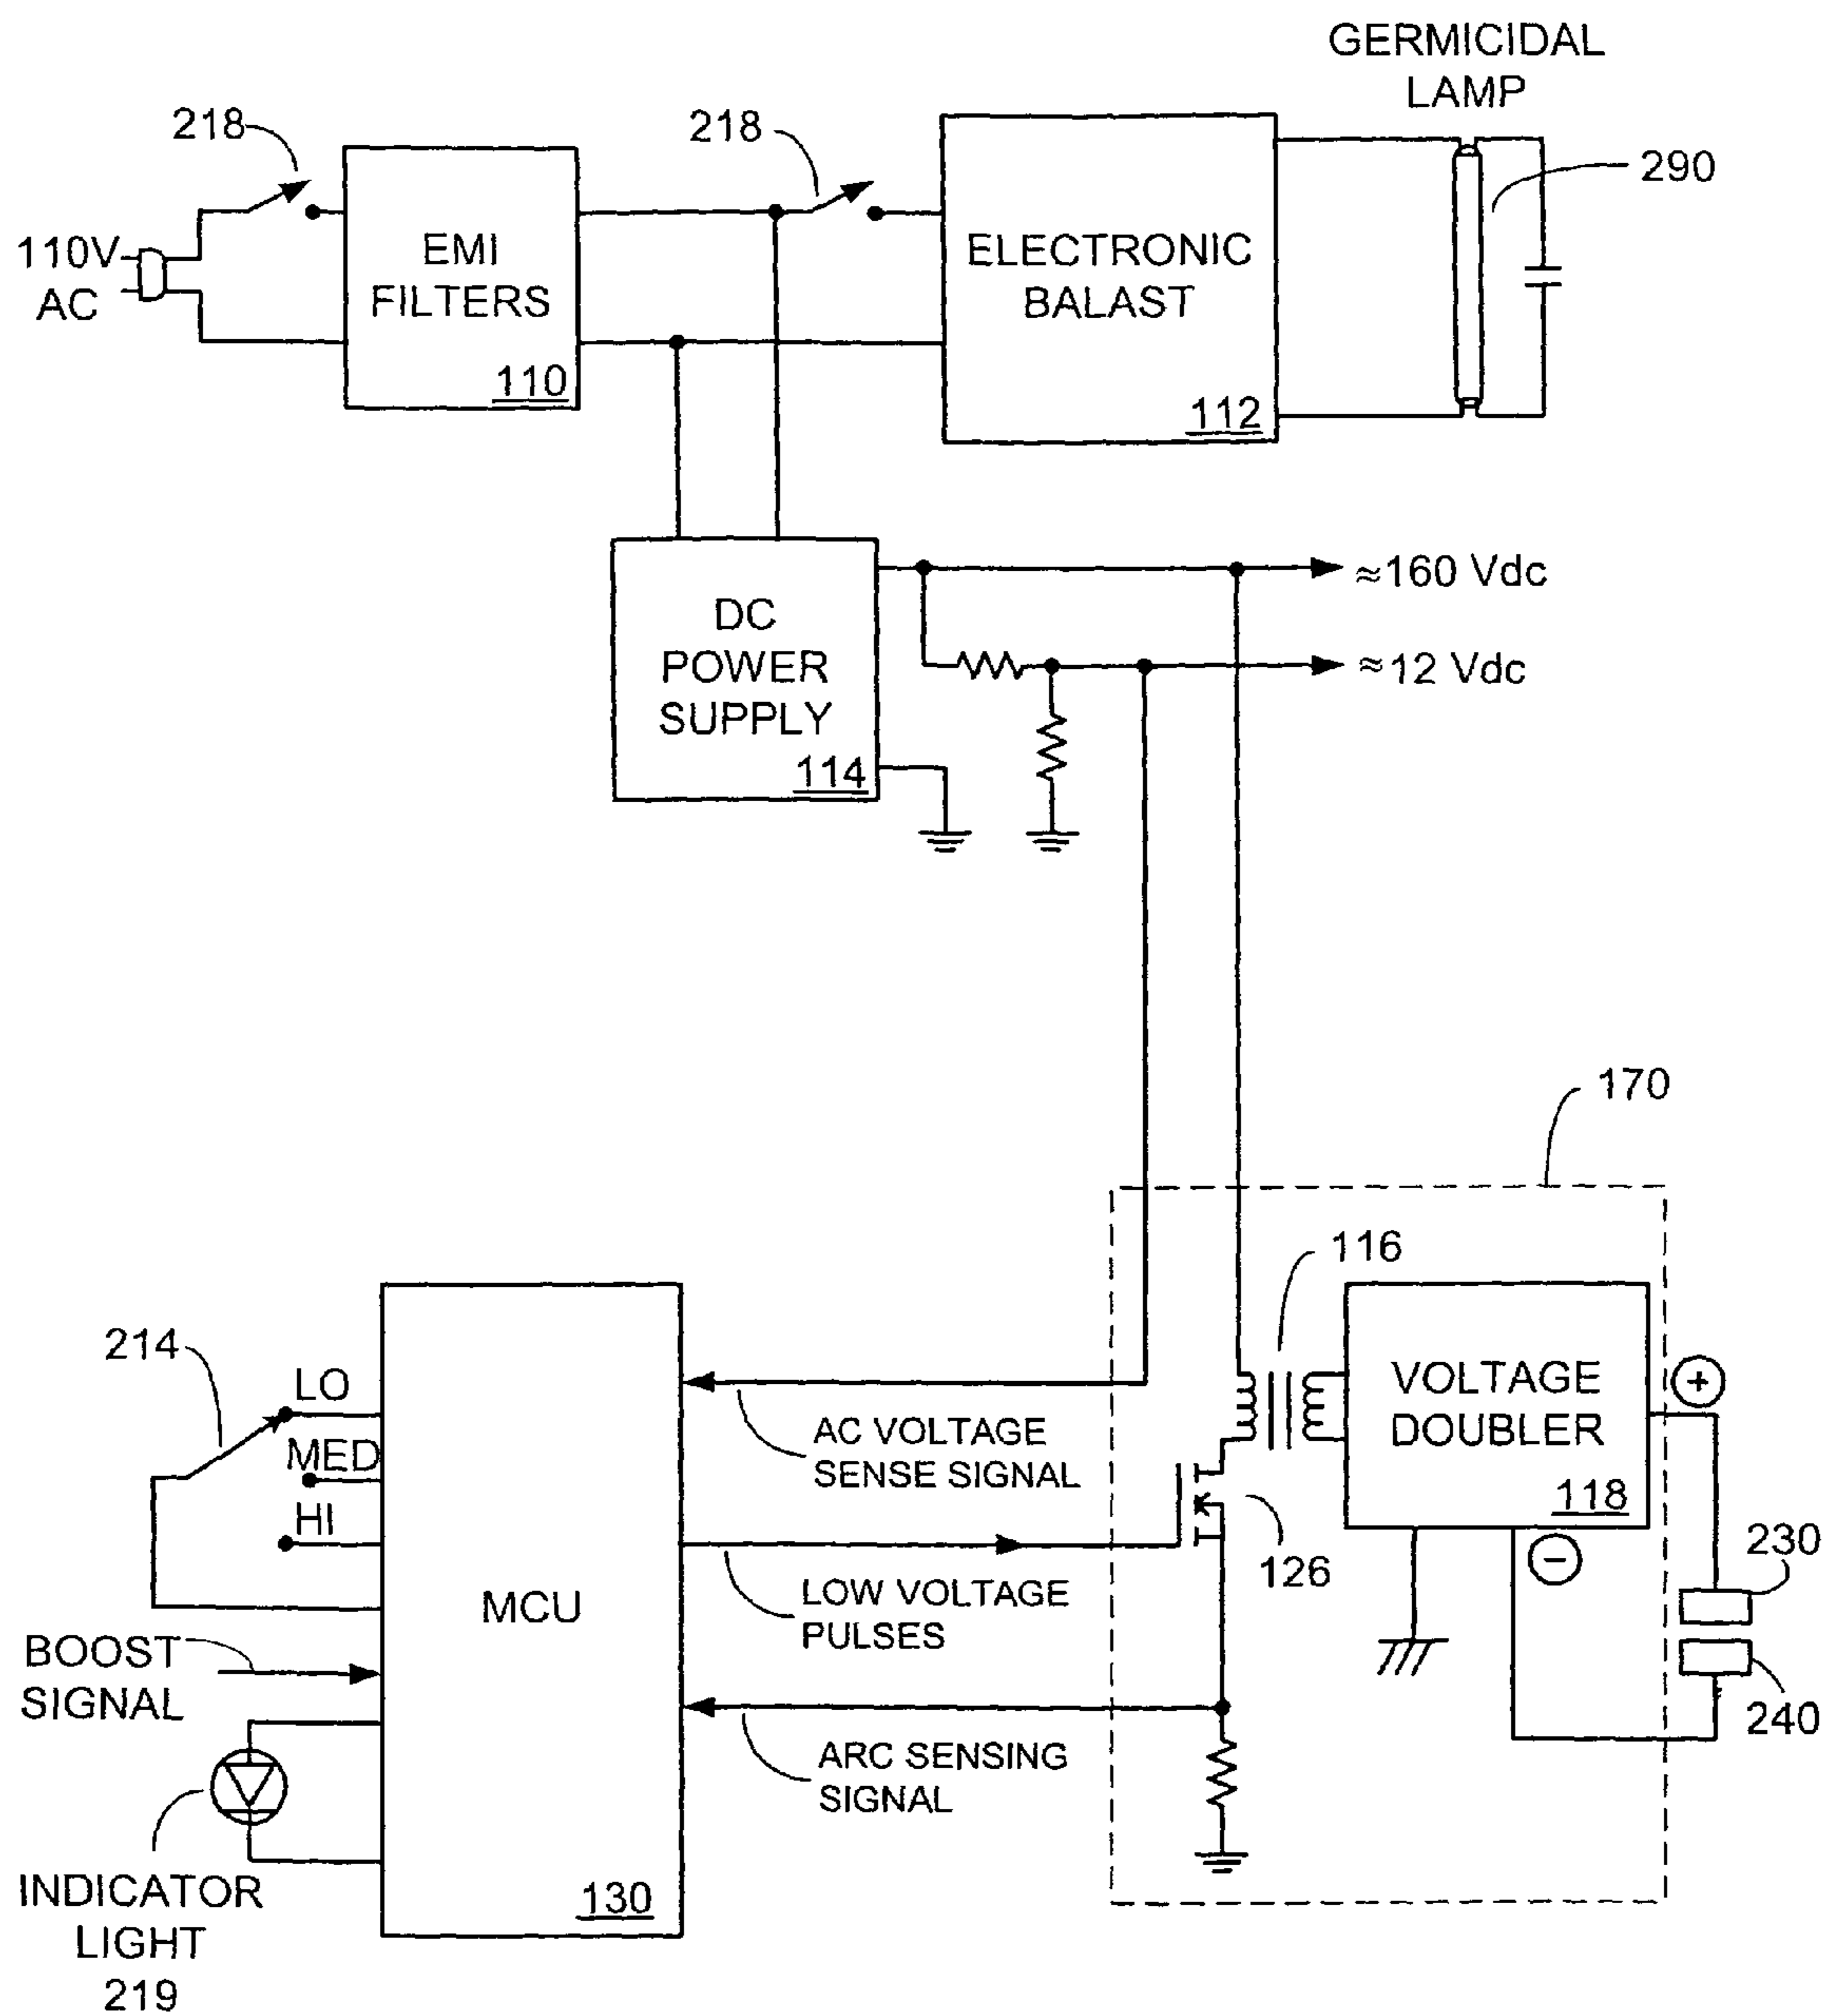 GERMICIDAL
LAMP
218
218
290
110V
AC
EMI
FILTERS
110
ELECTRONIC
BALAST
112
≈160 Vdc
DC
POWER
SUPPLY
114
≈12 Vdc
170
116
214
LO
MED
HI
MCU
130
AC VOLTAGE
SENSE SIGNAL
VOLTAGE
DOUBLER
118
+
−
126
230
240
LOW VOLTAGE
PULSES
BOOST
SIGNAL
ARC SENSING
SIGNAL
INDICATOR
LIGHT
219